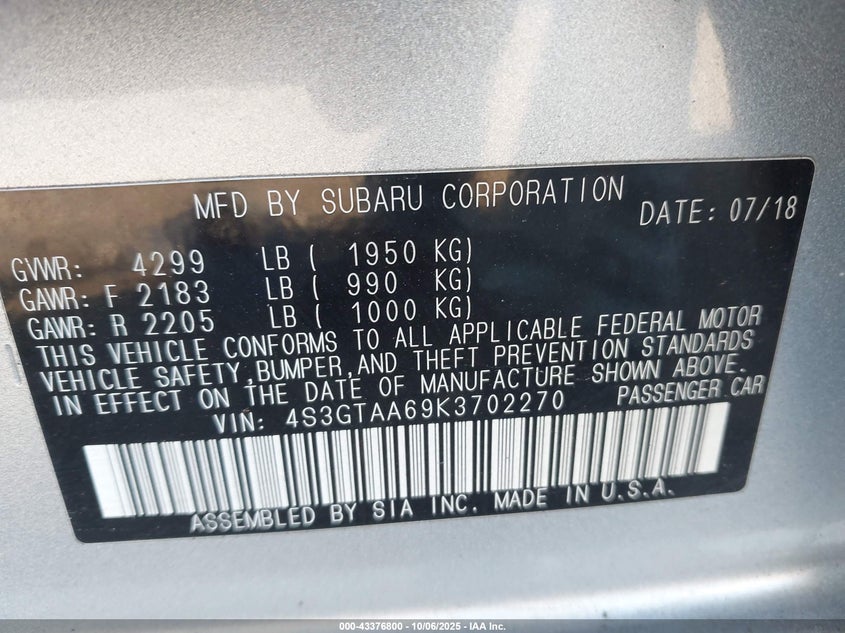 MFD BY SUBARU CORPORATION DATE: 07/18
GVWR: 4299 LB ( 1950 KG)
GAWR: F 2183 LB ( 990 KG)
GAWR: R 2205 LB ( 1000 KG)
THIS VEHICLE CONFORMS TO ALL APPLICABLE FEDERAL MOTOR
VEHICLE SAFETY,BUMPER,AND THEFT PREVENTION STANDARDS
IN EFFECT ON THE DATE OF MANUFACTURE SHOWN ABOVE.
VIN: 4S3GTAA69K3702270 PASSENGER CAR
ASSEMBLED BY SIA INC. MADE IN U.S.A.
000-43376800 - 10/06/2025 - IAA Inc.